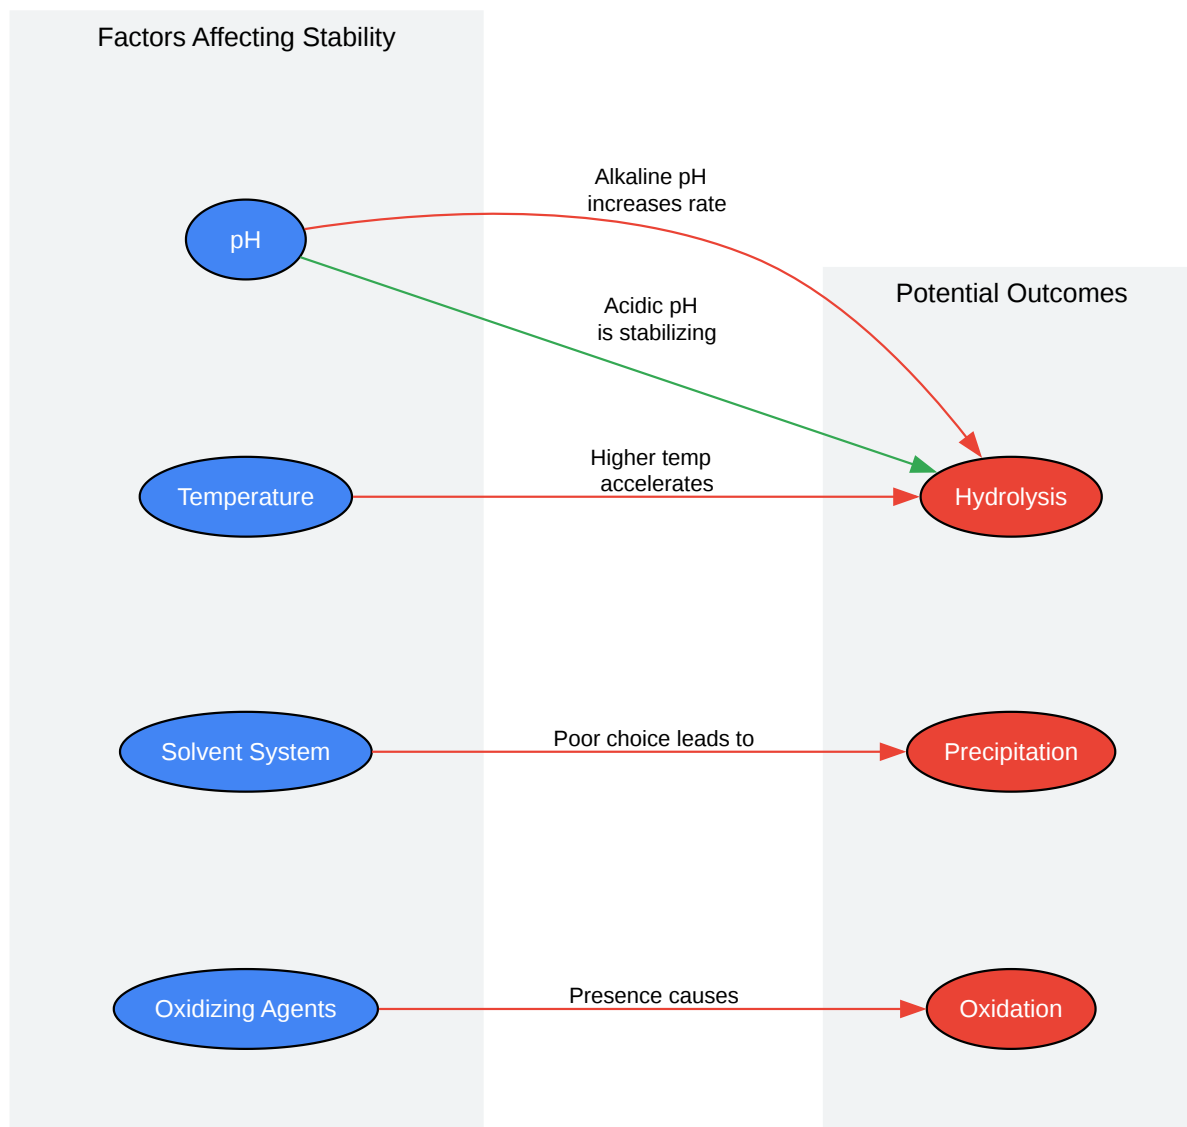 Factors Affecting Stability
Alkaline pH
increases rate
pH
Potential Outcomes
Acidic pH
is stabilizing
Higher temp
accelerates
Temperature
Hydrolysis
Poor choice leads to
Solvent System
Precipitation
Presence causes
Oxidizing Agents
Oxidation